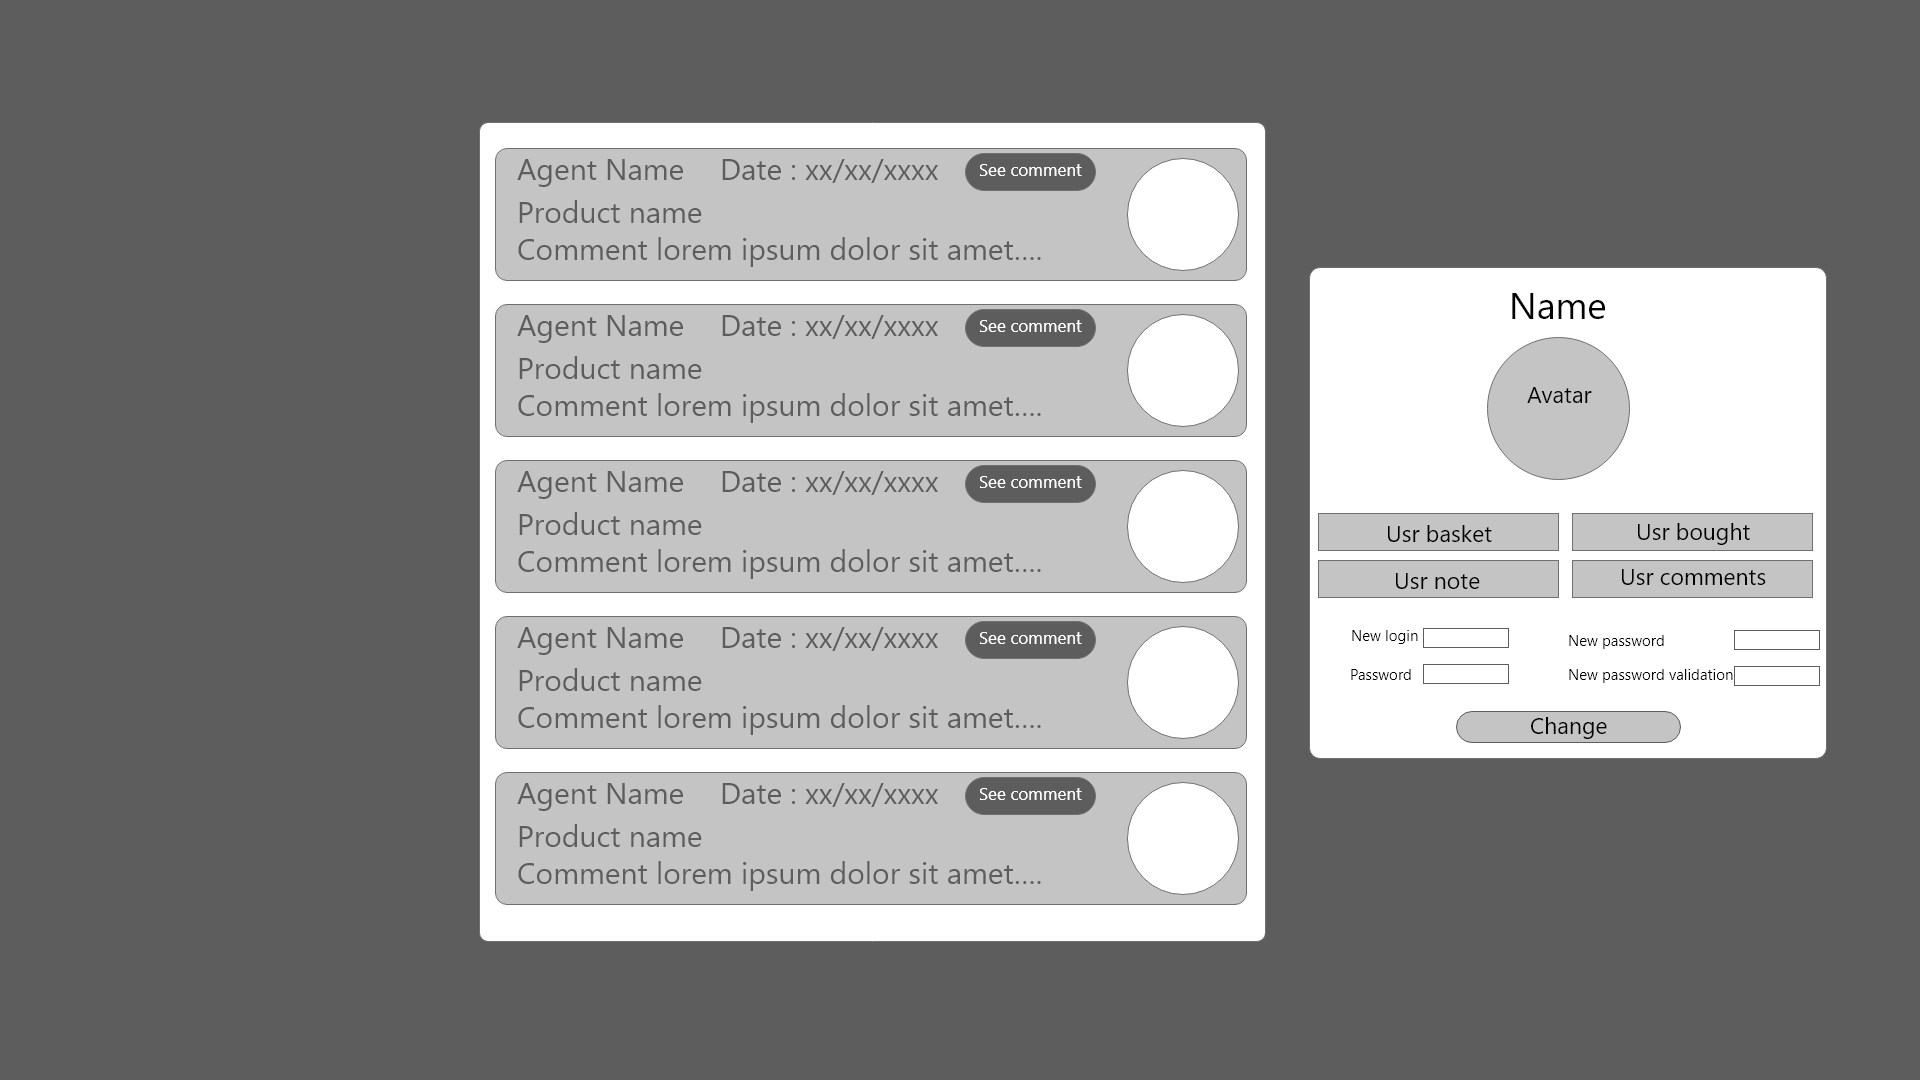 Agent Name Date : xx/xx/xxxx See comment
Product name
Comment lorem ipsum dolor sit amet....
Agent Name Date : xx/xx/xxxx See comment
Product name
Comment lorem ipsum dolor sit amet....
Agent Name Date : xx/xx/xxxx See comment
Product name
Comment lorem ipsum dolor sit amet....
Agent Name Date : xx/xx/xxxx See comment
Product name
Comment lorem ipsum dolor sit amet....
Agent Name Date : xx/xx/xxxx See comment
Product name
Comment lorem ipsum dolor sit amet....
Name
Avatar
Usr basket Usr bought
Usr note Usr comments
New login New password
Password New password validation
Change